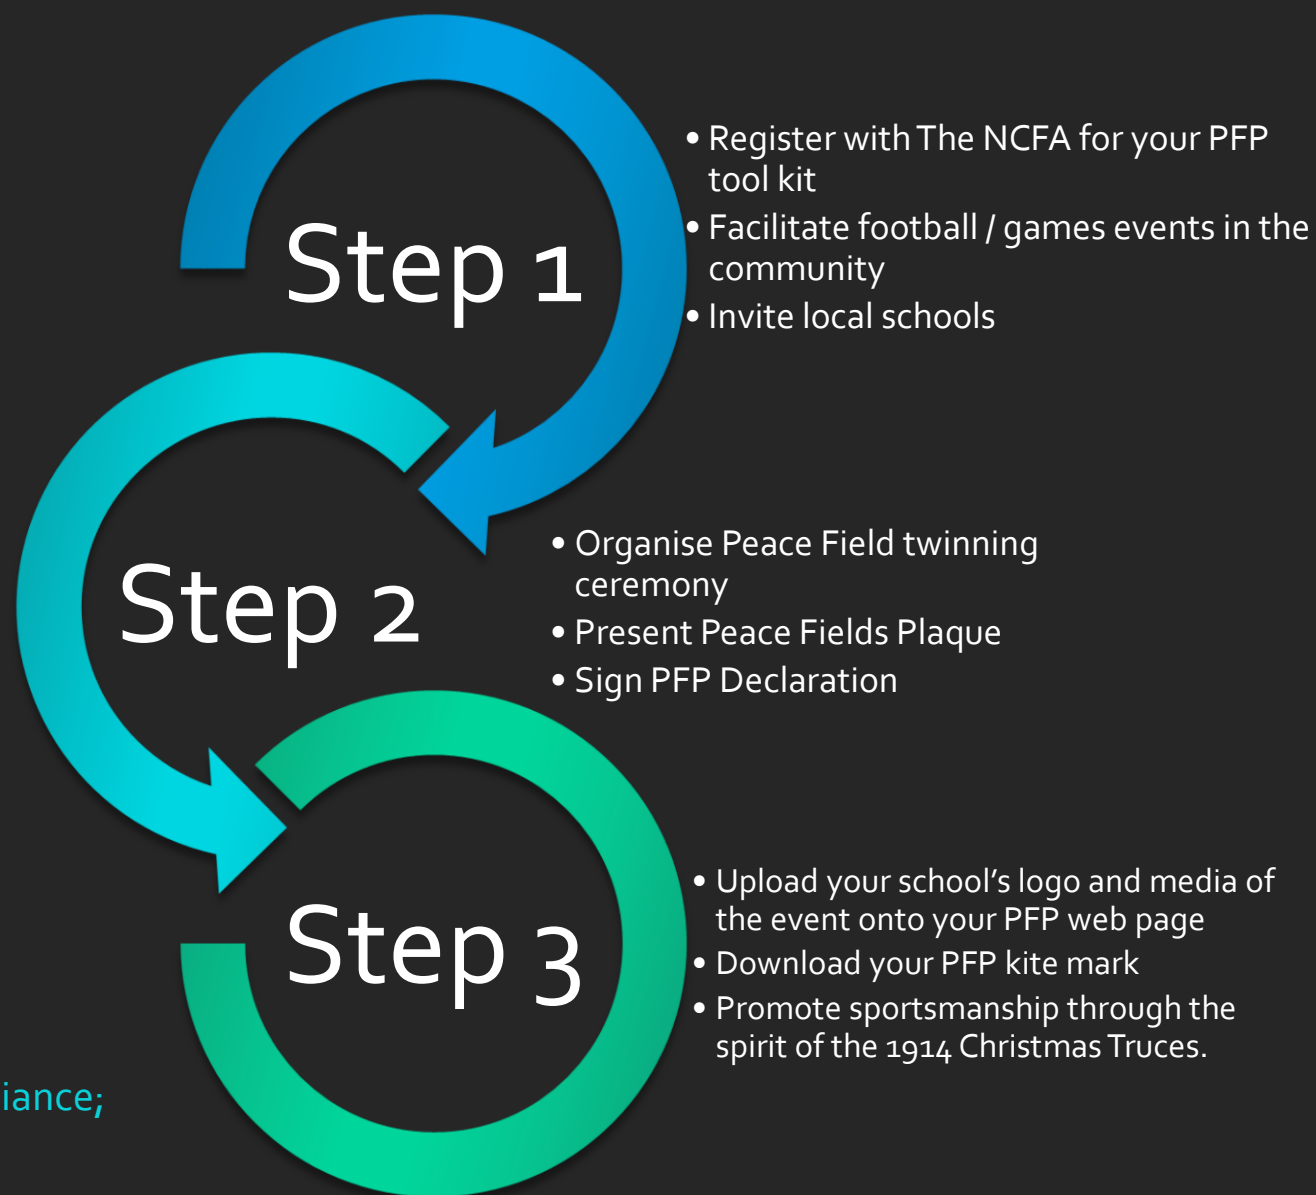 Step 1
• Register with The NCFA for your PFP
tool kit
• Facilitate football / games events in the
community
• Invite local schools
Step 2
• Organise Peace Field twinning
ceremony
• Present Peace Fields Plaque
• Sign PFP Declaration
Step 3
• Upload your school’s logo and media of
the event onto your PFP web page
• Download your PFP kite mark
• Promote sportsmanship through the
spirit of the 1914 Christmas Truces.
iance;